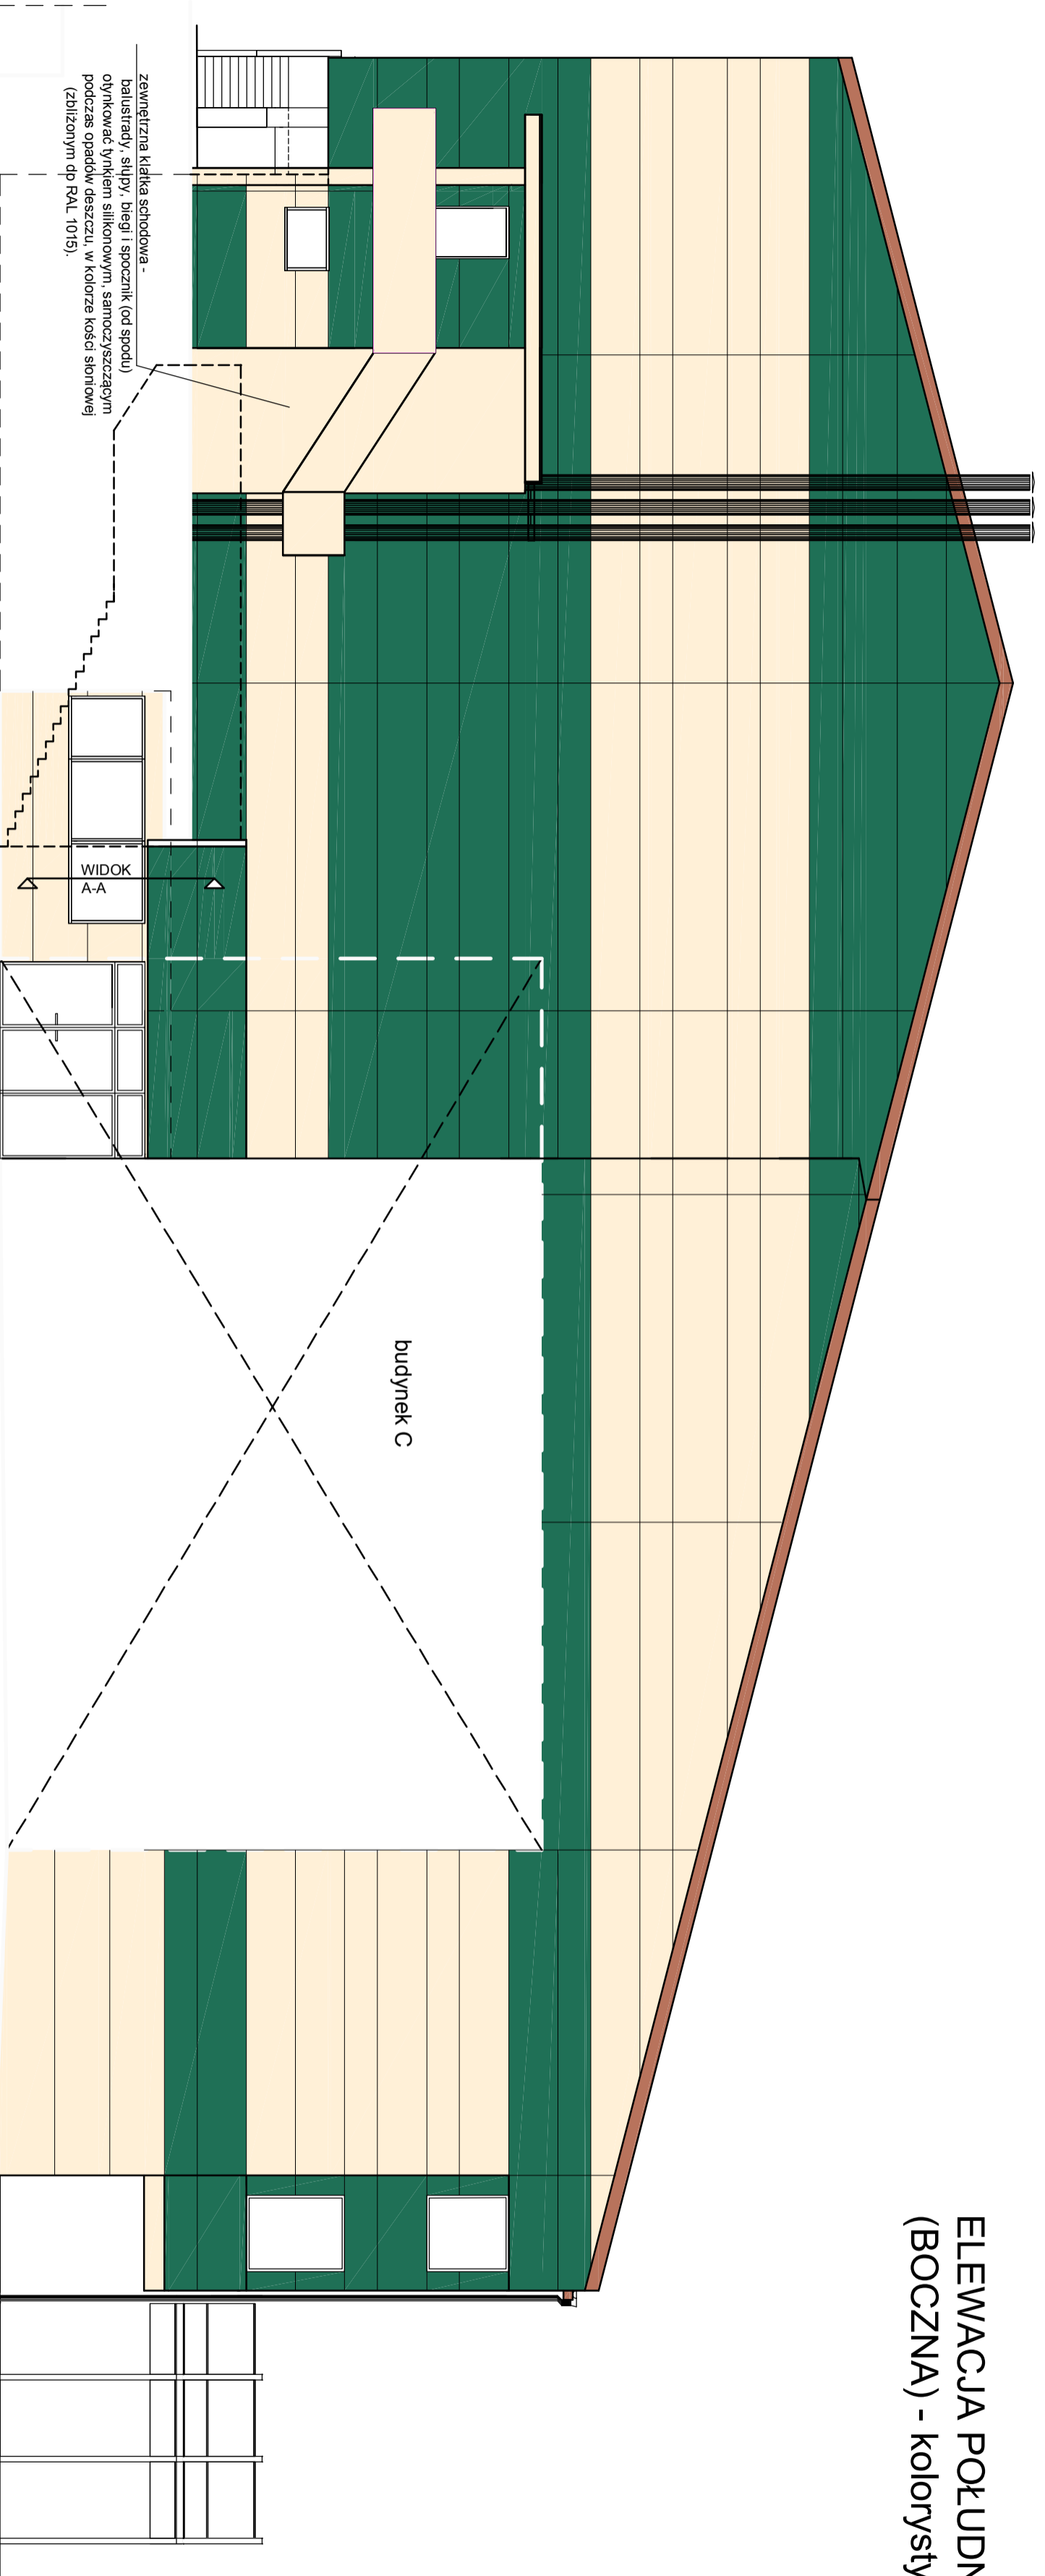 ELEWACJA POŁUDN
(BOCZNA) - kolorysty
zewnętrzna klatka schodowa -
balustrady, słupy, biegi i spocznik (od spodu)
otynkować tynkiem silikonowym, samoczyszczącym
podczas opadów deszczu, w kolorze kości słoniowej
(zbliżonym do RAL 1015).
WIDOK
A-A
budynek C